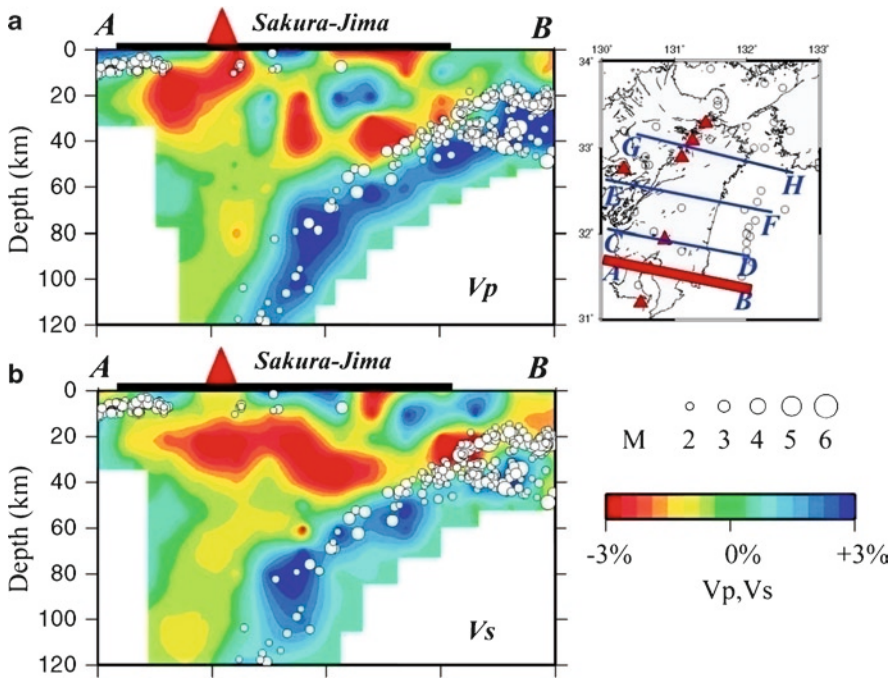 a
A Sakura-Jima B
0
20
40
60
80
100
120
Depth (km)
Vp
130° 131° 132° 133°
34°
33°
32°
31°
G
H
E
F
C
D
A
B
b
A Sakura-Jima B
0
20
40
60
80
100
120
Depth (km)
Vs
M 2 3 4 5 6
-3% 0% +3%
Vp,Vs